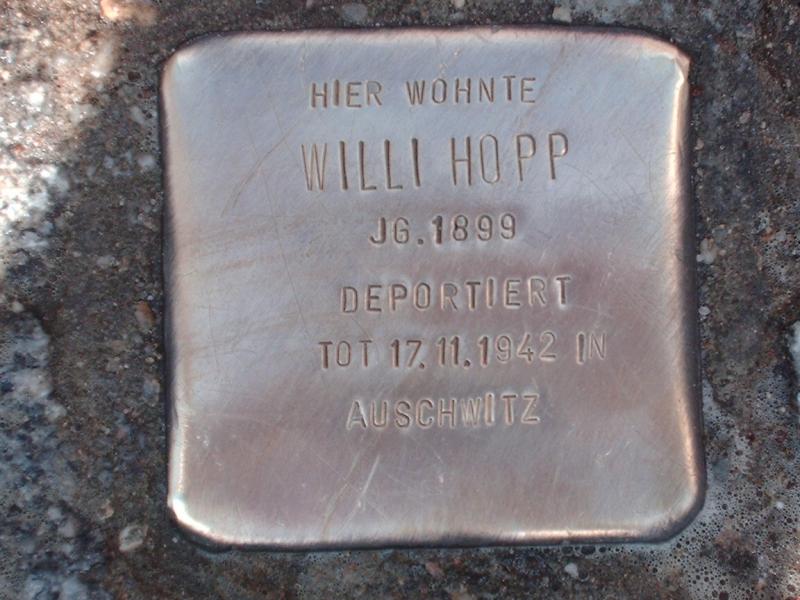 HIER WOHNTE
WILLI HOPP
JG.1899
DEPORTIERT
TOT 17.11.1942 IN
AUSCHWITZ